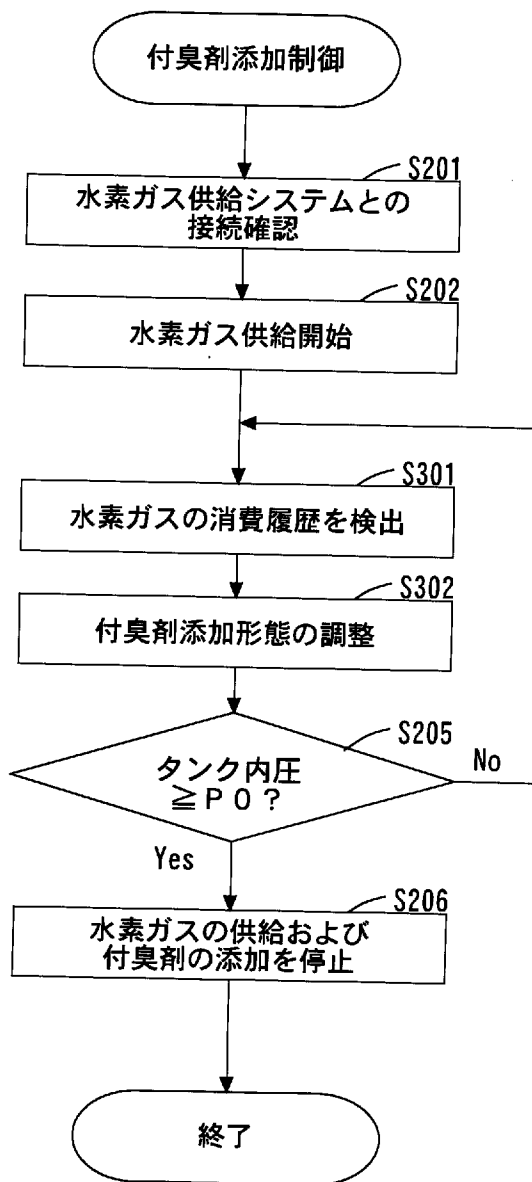 付臭剤添加制御
S201
水素ガス供給システムとの
接続確認
S202
水素ガス供給開始
S301
水素ガスの消費履歴を検出
S302
付臭剤添加形態の調整
S205
タンク内圧
≧P0?
No
Yes
S206
水素ガスの供給および
付臭剤の添加を停止
終了